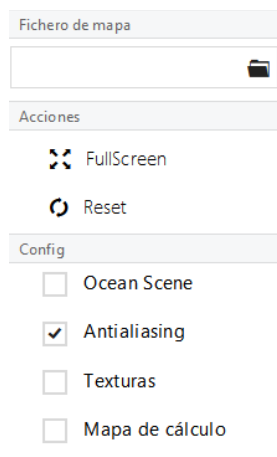 Fichero de mapa
Acciones
FullScreen
Reset
Config
Ocean Scene
Antialiasing
Texturas
Mapa de cálculo